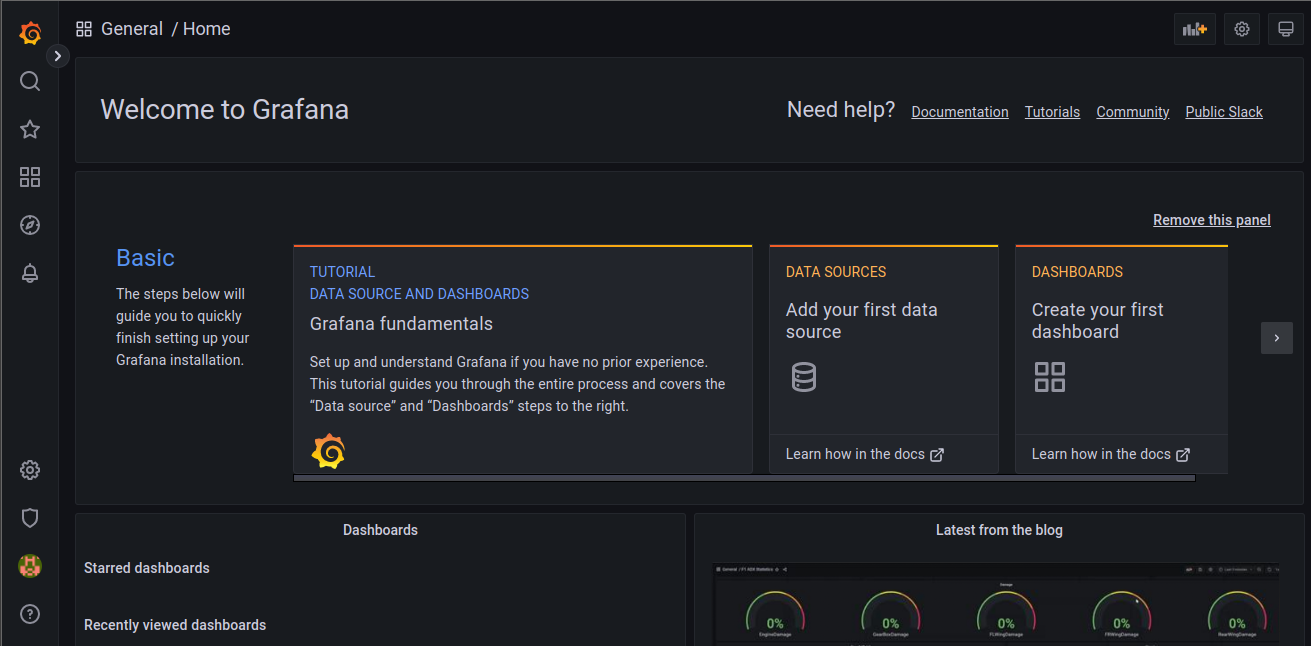 General / Home
Welcome to Grafana
Need help? Documentation Tutorials Community Public Slack
Remove this panel
Basic
The steps below will
guide you to quickly
finish setting up your
Grafana installation.
TUTORIAL
DATA SOURCE AND DASHBOARDS
Grafana fundamentals
Set up and understand Grafana if you have no prior experience.
This tutorial guides you through the entire process and covers the
“Data source” and “Dashboards” steps to the right.
DATA SOURCES
Add your first data
source
Learn how in the docs
DASHBOARDS
Create your first
dashboard
Learn how in the docs
Dashboards
Starred dashboards
Recently viewed dashboards
Latest from the blog
Damage
0% 0% 0% 0% 0%
EngineDamage GearBoxDamage FLWingDamage FRWingDamage RearWingDamage